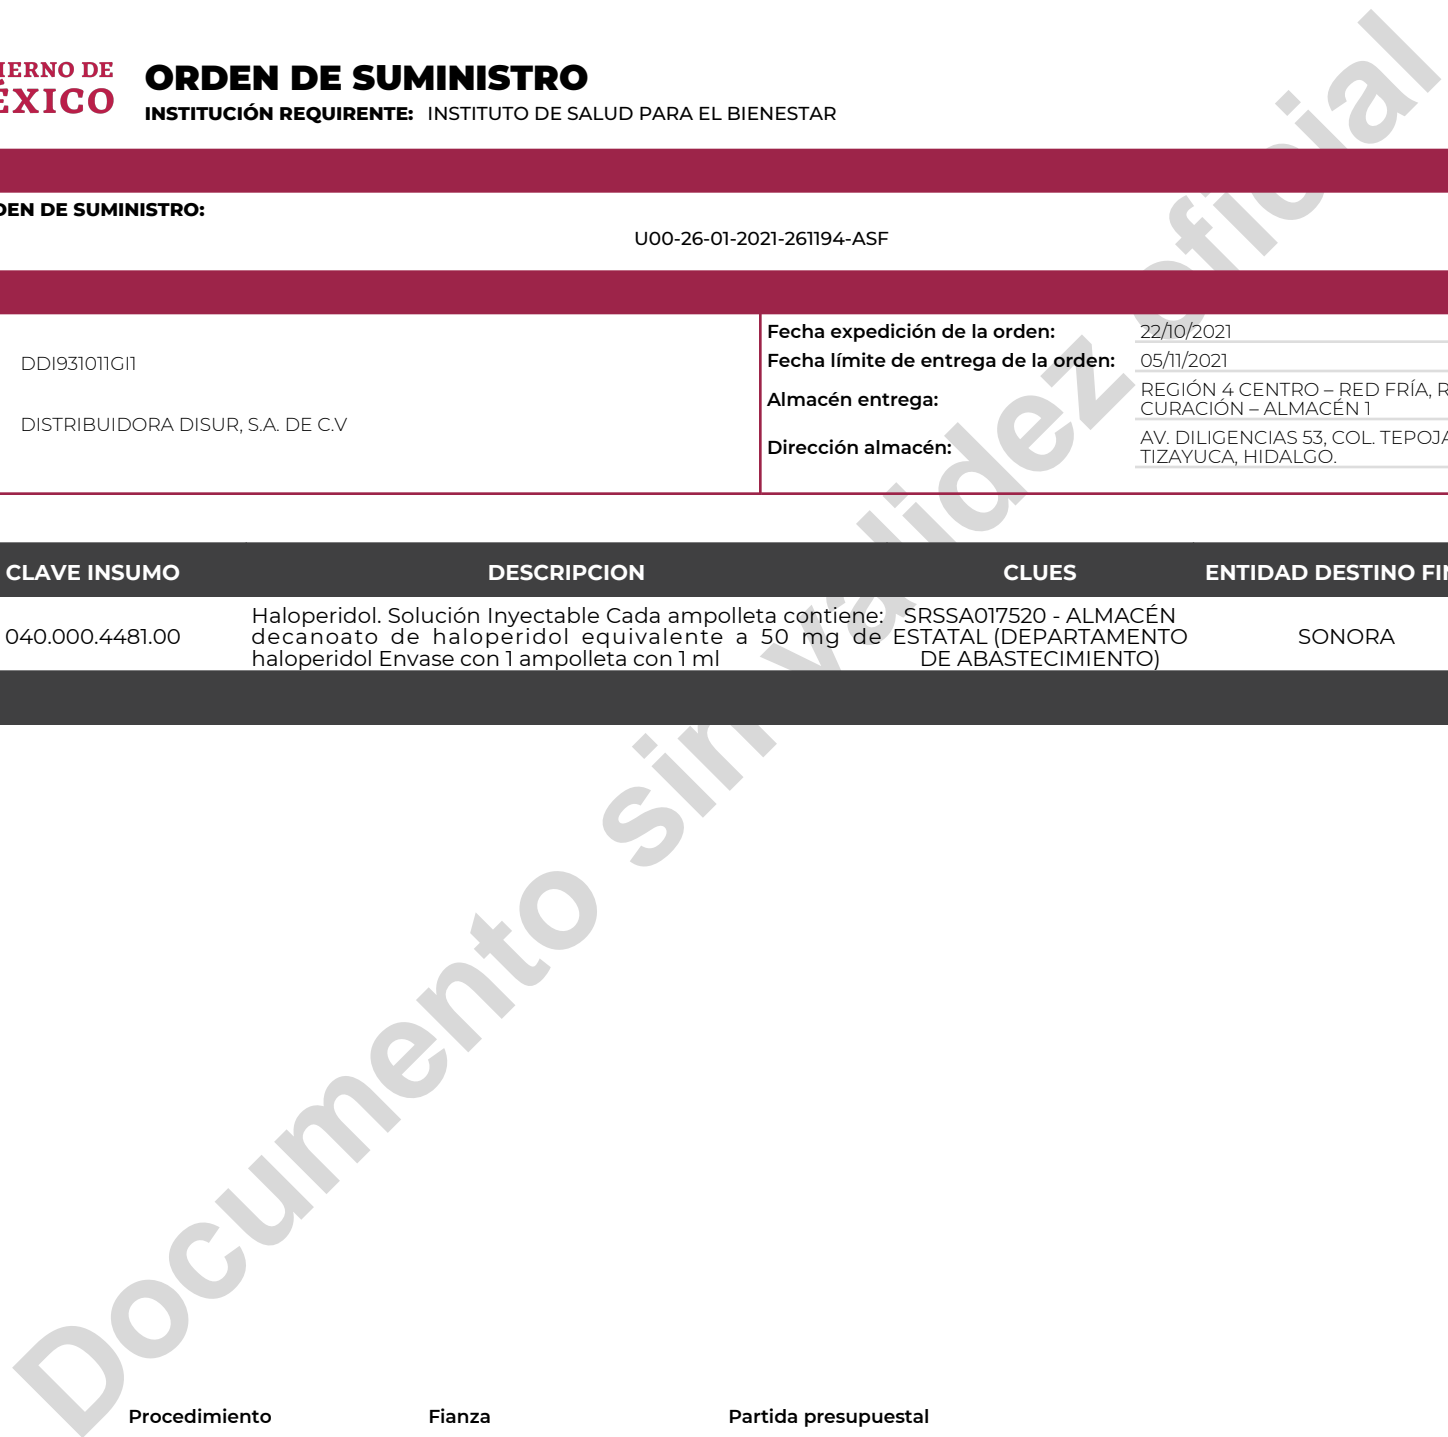 IERNO DE
ÉXICO
ORDEN DE SUMINISTRO
INSTITUCIÓN REQUIRENTE: INSTITUTO DE SALUD PARA EL BIENESTAR
DEN DE SUMINISTRO:
U00-26-01-2021-261194-ASF
DDI931011GI1
DISTRIBUIDORA DISUR, S.A. DE C.V
Fecha expedición de la orden: 22/10/2021
Fecha límite de entrega de la orden: 05/11/2021
Almacén entrega: REGIÓN 4 CENTRO – RED FRÍA, R
CURACIÓN – ALMACÉN 1
Dirección almacén: AV. DILIGENCIAS 53, COL. TEPOJA
TIZAYUCA, HIDALGO.
CLAVE INSUMO DESCRIPCION CLUES ENTIDAD DESTINO FIN
040.000.4481.00
Haloperidol. Solución Inyectable Cada ampolleta contiene:
decanoato de haloperidol equivalente a 50 mg de
haloperidol Envase con 1 ampolleta con 1 ml
SRSSA017520 - ALMACÉN
ESTATAL (DEPARTAMENTO
DE ABASTECIMIENTO)
SONORA
Documento sin validez oficial
Procedimiento Fianza Partida presupuestal